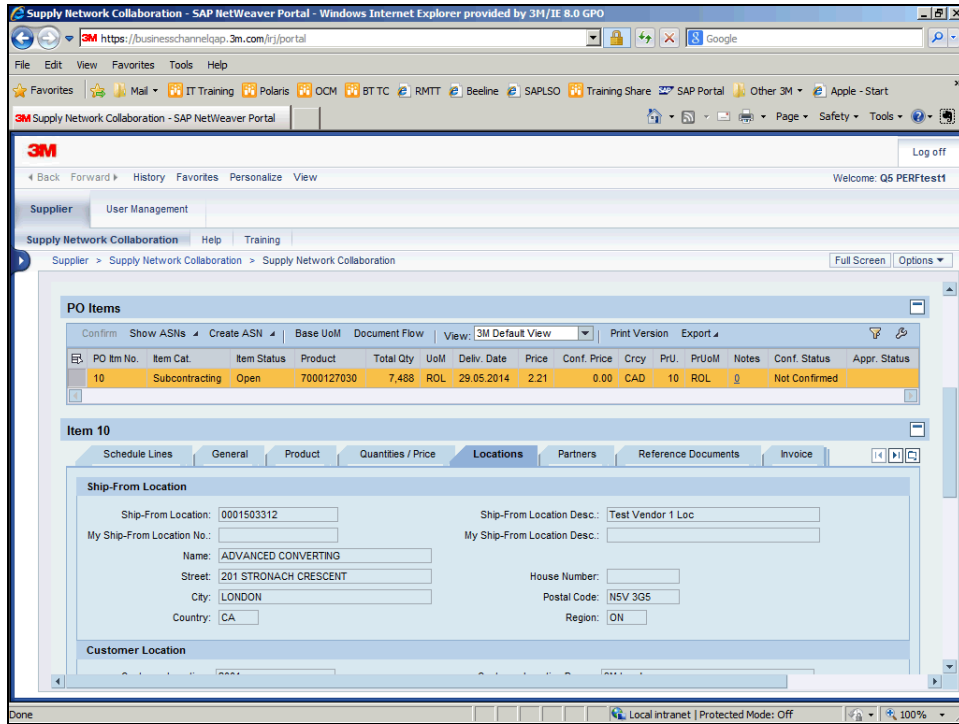 Supply Network Collaboration - SAP NetWeaver Portal - Windows Internet Explorer provided by 3M/IE 8.0 GPO
3M https://businesschannelqap.3m.com/irj/portal
Google
File Edit View Favorites Tools Help
Favorites Mail IT Training Polaris OCM BT TC RMTT Beeline SAPLSO Training Share SAP Portal Other 3M Apple - Start
3M Supply Network Collaboration - SAP NetWeaver Portal
Page Safety Tools
3M
Log off
Back Forward History Favorites Personalize View
Welcome: Q5 PERFtest1
Supplier User Management
Supply Network Collaboration Help Training
Supplier > Supply Network Collaboration > Supply Network Collaboration
Full Screen Options
PO Items
Confirm Show ASNs Create ASN Base UoM Document Flow View: 3M Default View Print Version Export
PO Itm No. Item Cat. Item Status Product Total Qty UoM Deliv. Date Price Conf. Price Crcy PrU. PrUoM Notes Conf. Status Appr. Status
10 Subcontracting Open 7000127030 7,488 ROL 29.05.2014 2.21 0.00 CAD 10 ROL 0 Not Confirmed
Item 10
Schedule Lines General Product Quantities / Price Locations Partners Reference Documents Invoice
Ship-From Location
Ship-From Location: 0001503312 Ship-From Location Desc.: Test Vendor 1 Loc
My Ship-From Location No.: My Ship-From Location Desc.:
Name: ADVANCED CONVERTING
Street: 201 STRONACH CRESCENT House Number:
City: LONDON Postal Code: N5V 3G5
Country: CA Region: ON
Customer Location
Done
Local intranet | Protected Mode: Off
100%